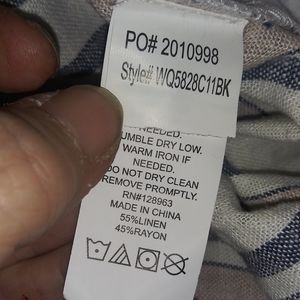 PO# 2010998
Style# WQ5828C11BK
NEEDED.
UMBLE DRY LOW.
WARM IRON IF
NEEDED.
DO NOT DRY CLEAN
REMOVE PROMPTLY.
RN#128963
MADE IN CHINA
55%LINEN
45%RAYON